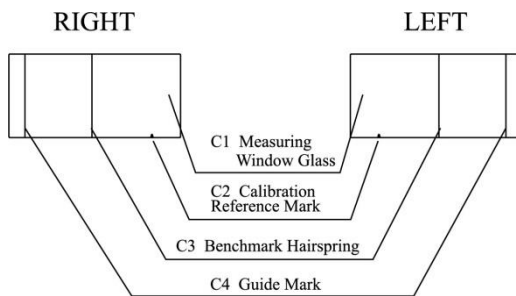 RIGHT LEFT
C1 Measuring
Window Glass
C2 Calibration
Reference Mark
C3 Benchmark Hairspring
C4 Guide Mark